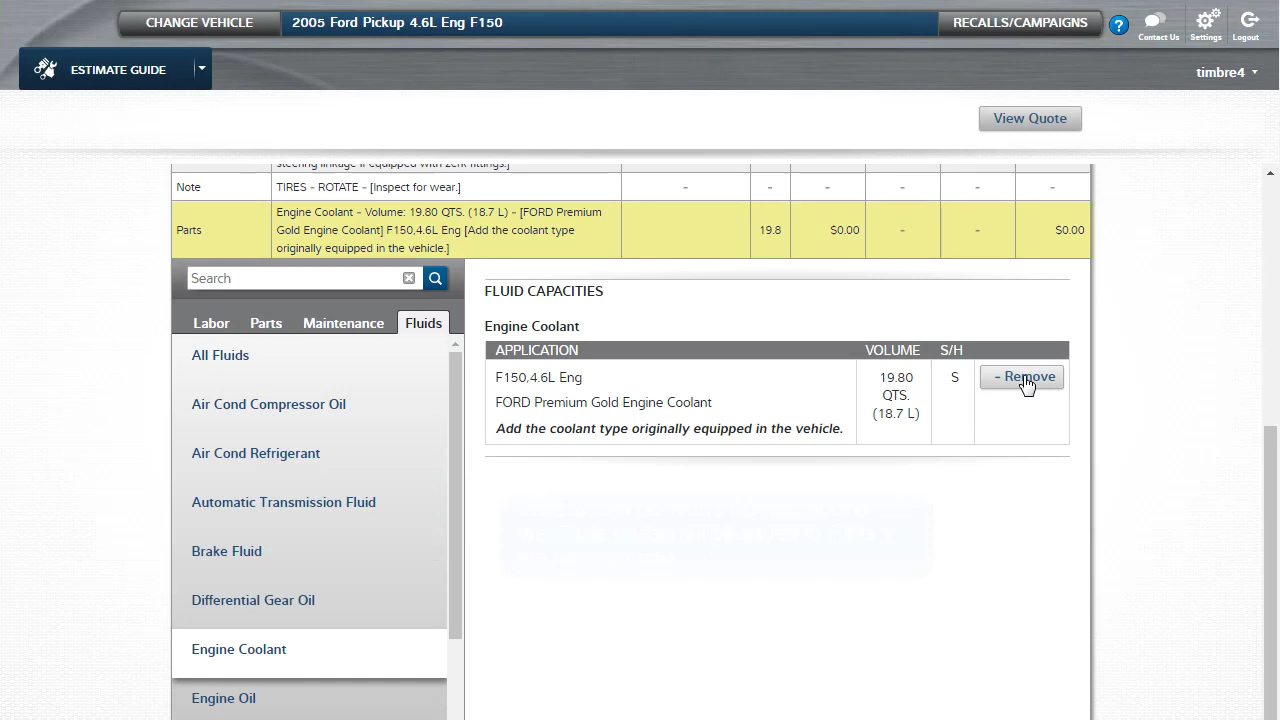 CHANGE VEHICLE
2005 Ford Pickup 4.6L Eng F150
RECALLS/CAMPAIGNS
?
Contact Us
Settings
Logout
ESTIMATE GUIDE
timbre4
View Quote
steering linkage if equipped with zerk fittings.]
Note
TIRES - ROTATE - [Inspect for wear.]
- - - - - -
Parts
Engine Coolant - Volume: 19.80 QTS. (18.7 L) - [FORD Premium
Gold Engine Coolant] F150,4.6L Eng [Add the coolant type
originally equipped in the vehicle.]
19.8
$0.00
-
-
$0.00
Search
Labor
Parts
Maintenance
Fluids
All Fluids
Air Cond Compressor Oil
Air Cond Refrigerant
Automatic Transmission Fluid
Brake Fluid
Differential Gear Oil
Engine Coolant
Engine Oil
FLUID CAPACITIES
Engine Coolant
APPLICATION
VOLUME
S/H
F150,4.6L Eng
FORD Premium Gold Engine Coolant
Add the coolant type originally equipped in the vehicle.
19.80
QTS.
(18.7 L)
S
- Remove